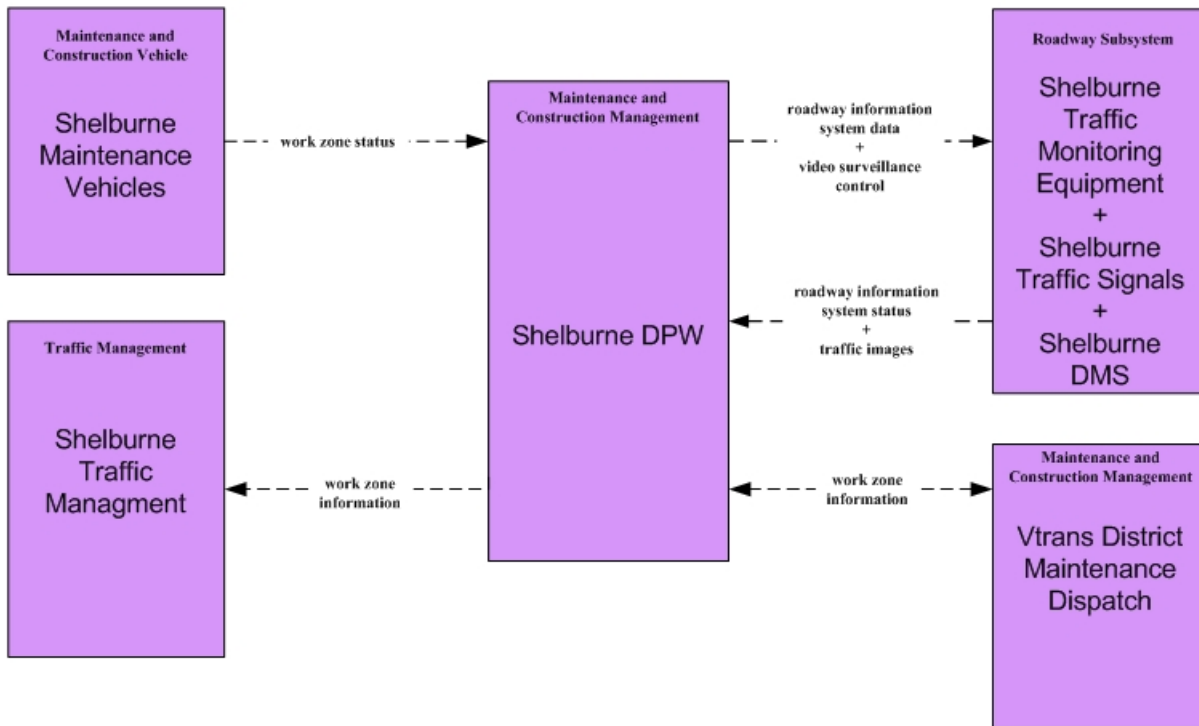 Maintenance and
Construction Vehicle
Shelburne
Maintenance
Vehicles
work zone status
Maintenance and
Construction Management
Shelburne DPW
roadway information
system data
+
video surveillance
control
roadway information
system status
+
traffic images
Roadway Subsystem
Shelburne
Traffic
Monitoring
Equipment
+
Shelburne
Traffic Signals
+
Shelburne
DMS
Traffic Management
Shelburne
Traffic
Managment
work zone
information
work zone
information
Maintenance and
Construction Management
Vtrans District
Maintenance
Dispatch